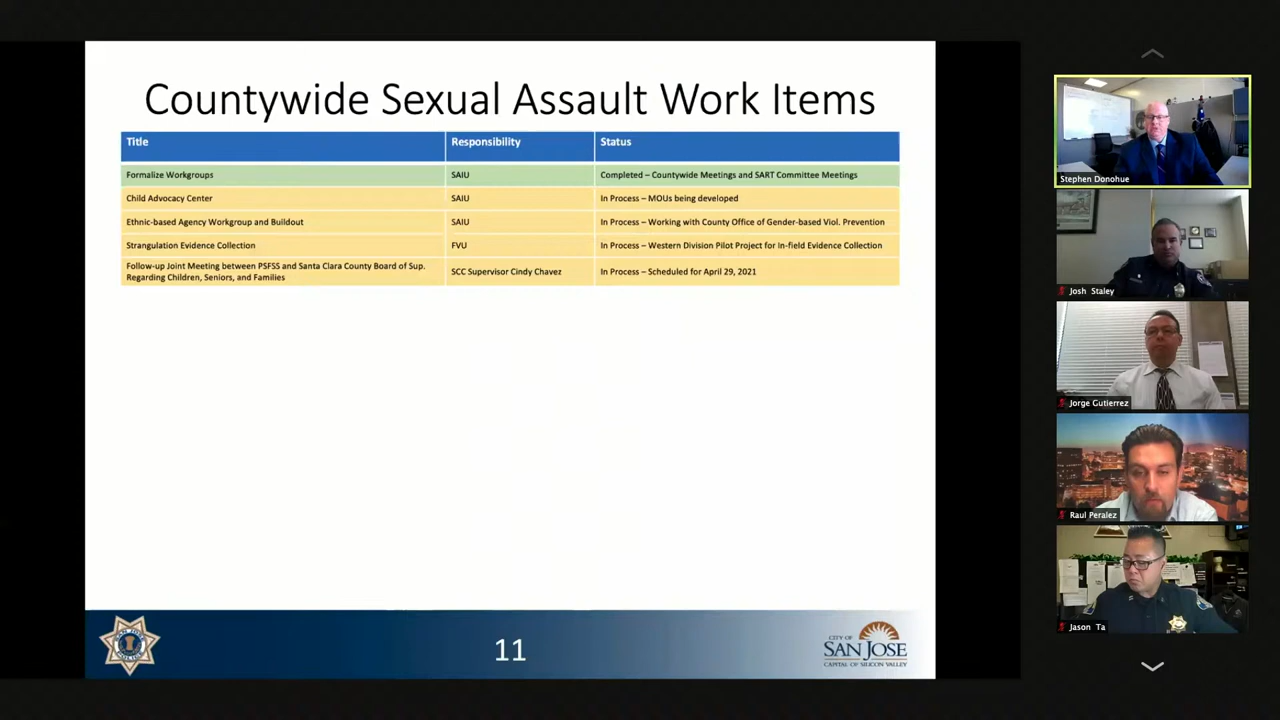 Countywide Sexual Assault Work Items
Title Responsibility Status
Formalize Workgroups SAIU Completed – Countywide Meetings and SART Committee Meetings
Child Advocacy Center SAIU In Process – MOUs being developed
Ethnic-based Agency Workgroup and Buildout SAIU In Process – Working with County Office of Gender-based Viol. Prevention
Strangulation Evidence Collection FVU In Process – Western Division Pilot Project for In-field Evidence Collection
Follow-up Joint Meeting between PSFSS and Santa Clara County Board of Sup.
Regarding Children, Seniors, and Families SCC Supervisor Cindy Chavez In Process – Scheduled for April 29, 2021
11
CITY OF
SAN JOSE
CAPITAL OF SILICON VALLEY
Stephen Donohue
Josh Staley
Jorge Gutierrez
Raul Peralez
Jason Ta